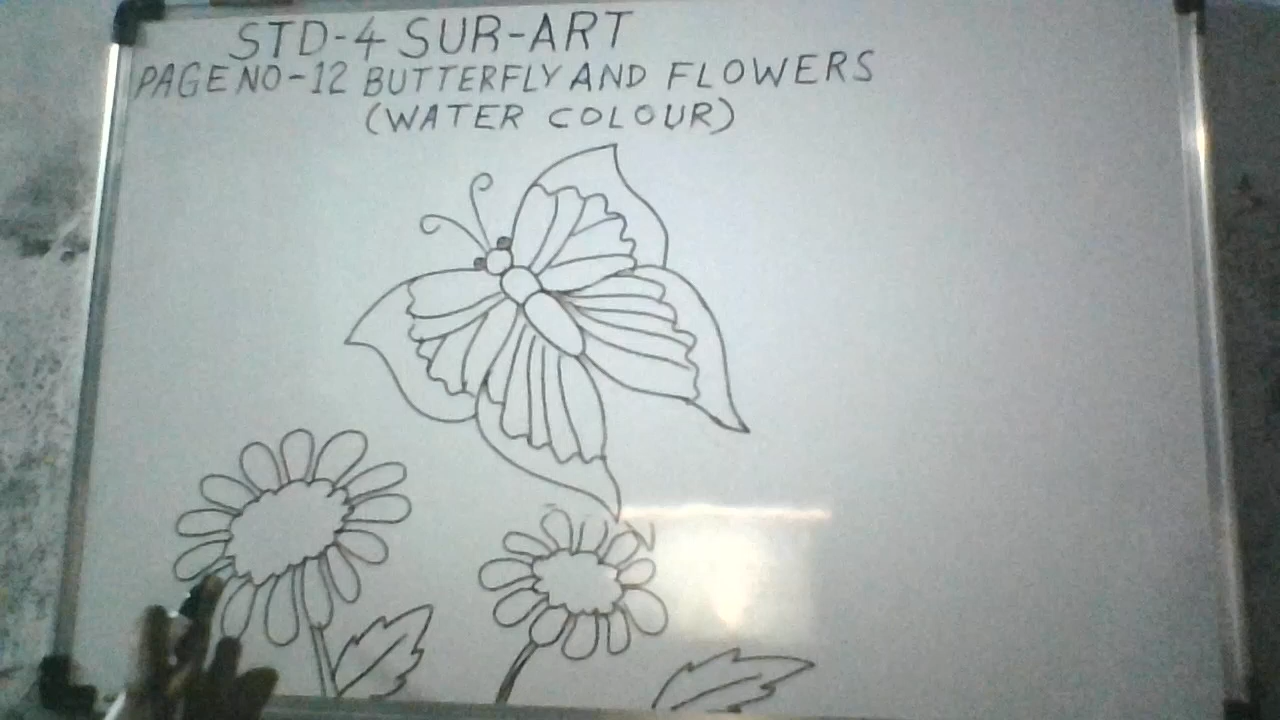 STD-4 SUR-ART
PAGE NO-12 BUTTERFLY AND FLOWERS
(WATER COLOUR)